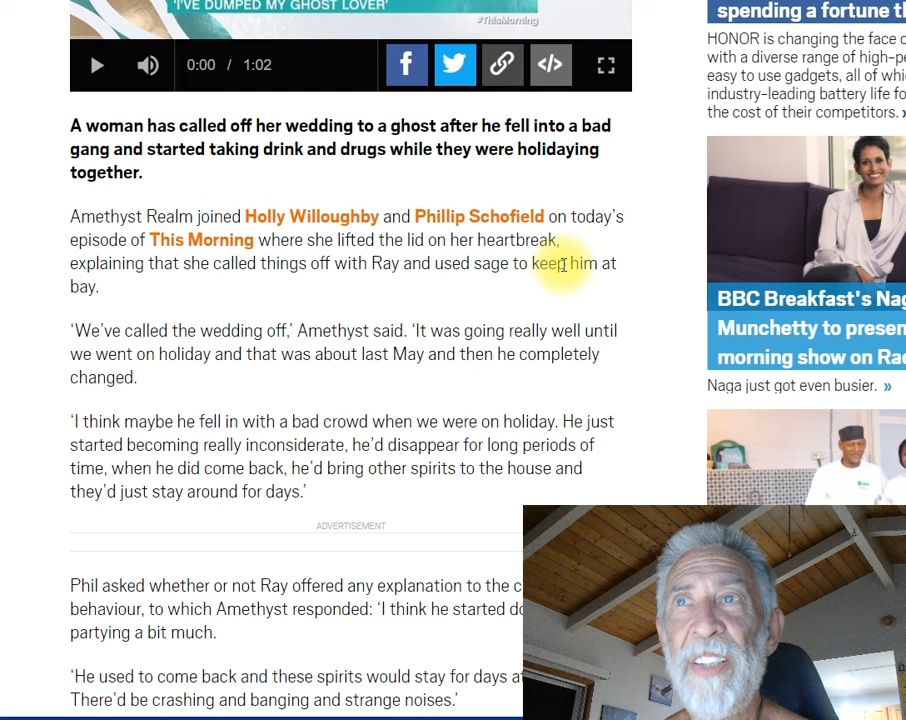 'I'VE DUMPED MY GHOST LOVER'
#ThisMorning
0:00 / 1:02
A woman has called off her wedding to a ghost after he fell into a bad
gang and started taking drink and drugs while they were holidaying
together.
Amethyst Realm joined Holly Willoughby and Phillip Schofield on today's
episode of This Morning where she lifted the lid on her heartbreak,
explaining that she called things off with Ray and used sage to keep him at
bay.
'We've called the wedding off,' Amethyst said. 'It was going really well until
we went on holiday and that was about last May and then he completely
changed.
'I think maybe he fell in with a bad crowd when we were on holiday. He just
started becoming really inconsiderate, he'd disappear for long periods of
time, when he did come back, he'd bring other spirits to the house and
they'd just stay around for days.'
ADVERTISEMENT
Phil asked whether or not Ray offered any explanation to the c
behaviour, to which Amethyst responded: 'I think he started do
partying a bit much.
'He used to come back and these spirits would stay for days at
There'd be crashing and banging and strange noises.'
spending a fortune
HONOR is changing the face
with a diverse range of high-pe
easy to use gadgets, all of whi
industry-leading battery life fo
the cost of their competitors. »
BBC Breakfast's Nag
Munchetty to presen
morning show on Rad
Naga just got even busier. »